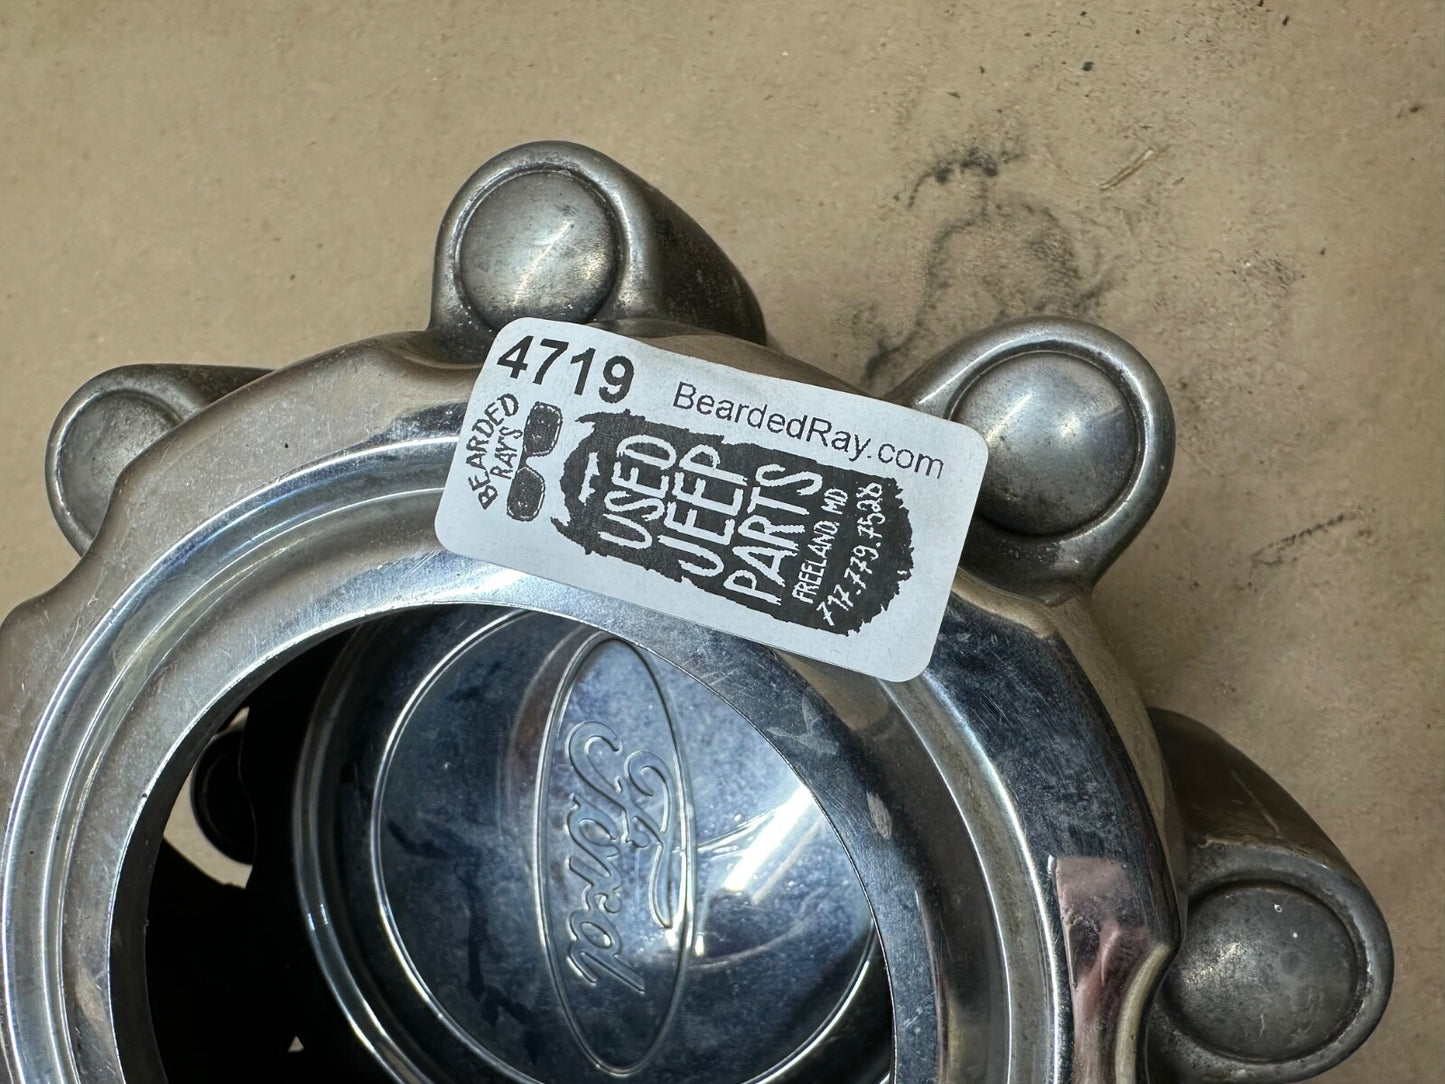 4719
BeardedRay.com
BEARDED
RAY'S
USED
JEEP
PARTS
FREELAND, MD
717.779.7528
Ford